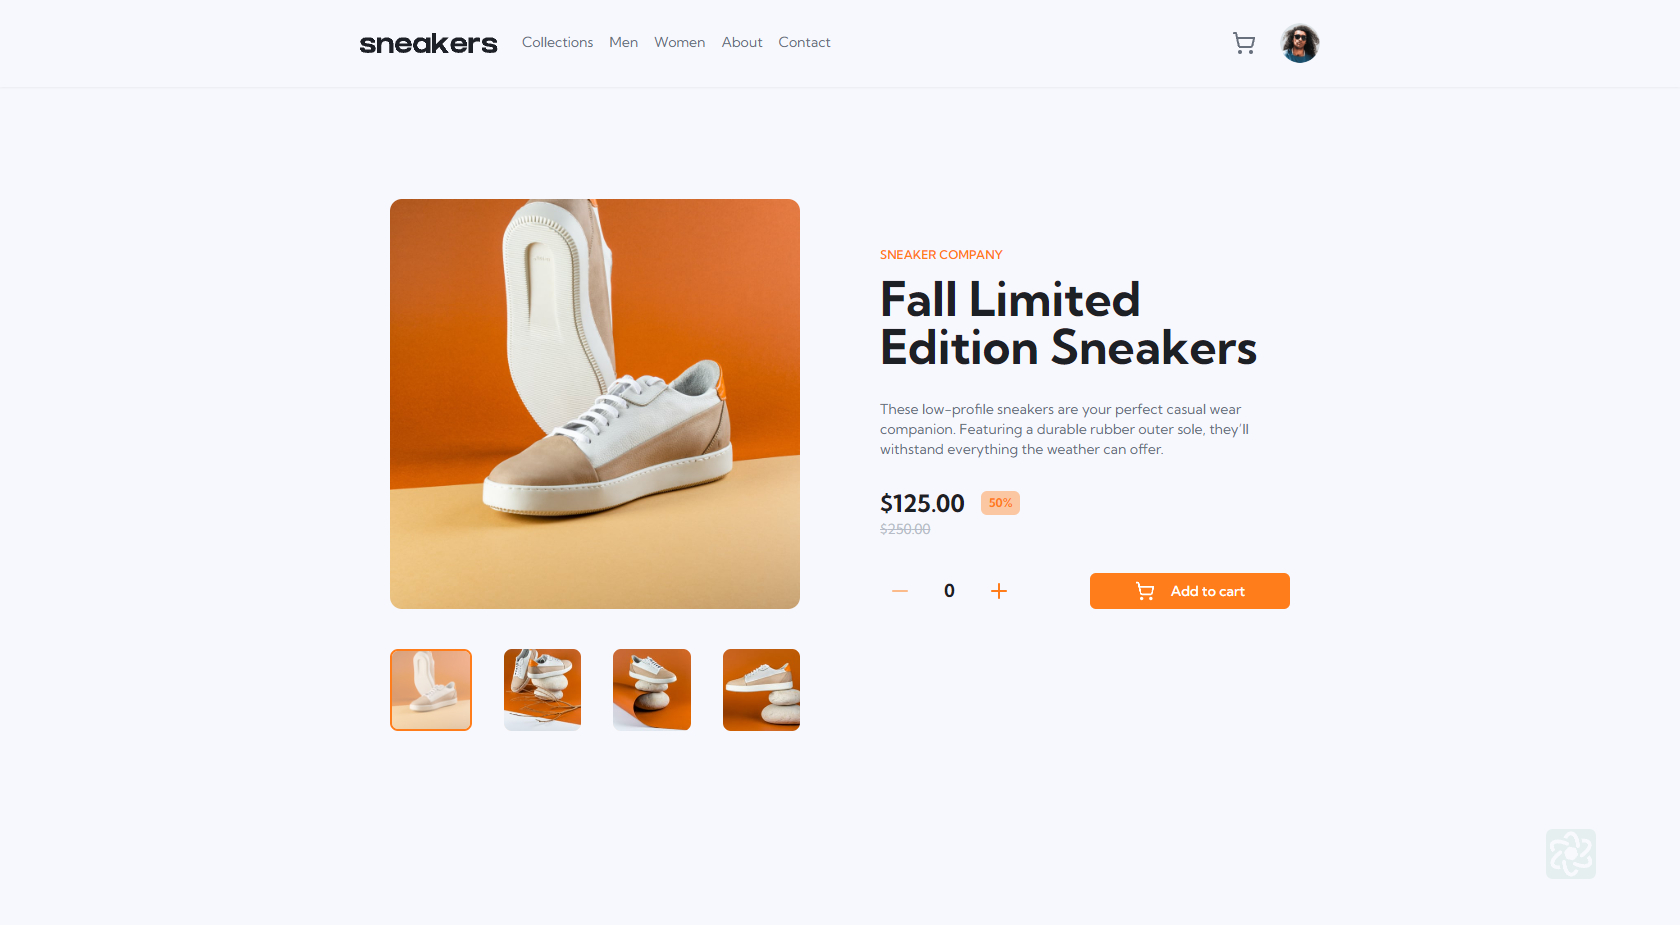 sneakers
Collections Men Women About Contact
SNEAKER COMPANY
Fall Limited
Edition Sneakers
These low-profile sneakers are your perfect casual wear
companion. Featuring a durable rubber outer sole, they’ll
withstand everything the weather can offer.
$125.00 50%
$250.00
0
Add to cart